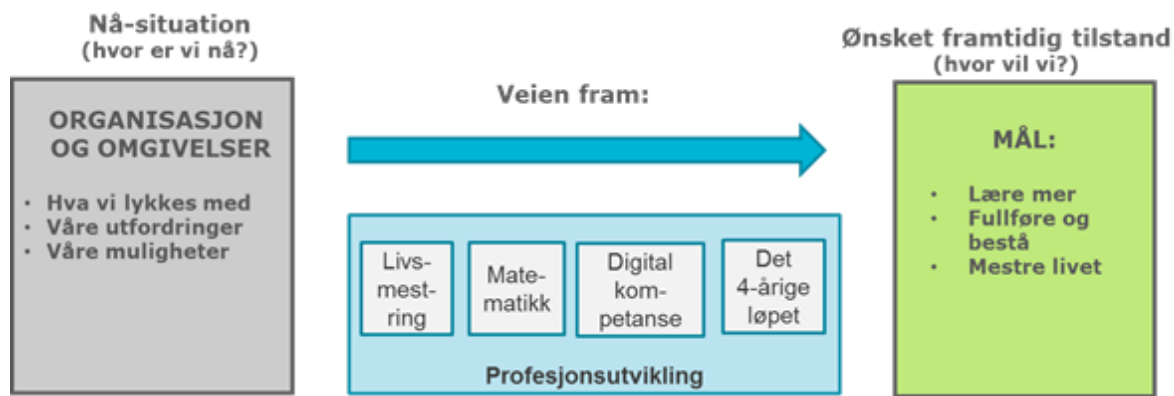 Nå-situation
(hvor er vi nå?)
ORGANISASJON
OG OMGIVELSER
• Hva vi lykkes med
• Våre utfordringer
• Våre muligheter
Veien fram:
Livs-
mest-
ring
Mate-
matikk
Digital
kom-
petanse
Det
4-årige
løpet
Profesjonsutvikling
Ønsket framtidig tilstand
(hvor vil vi?)
MÅL:
• Lære mer
• Fullføre og
bestå
• Mestre livet